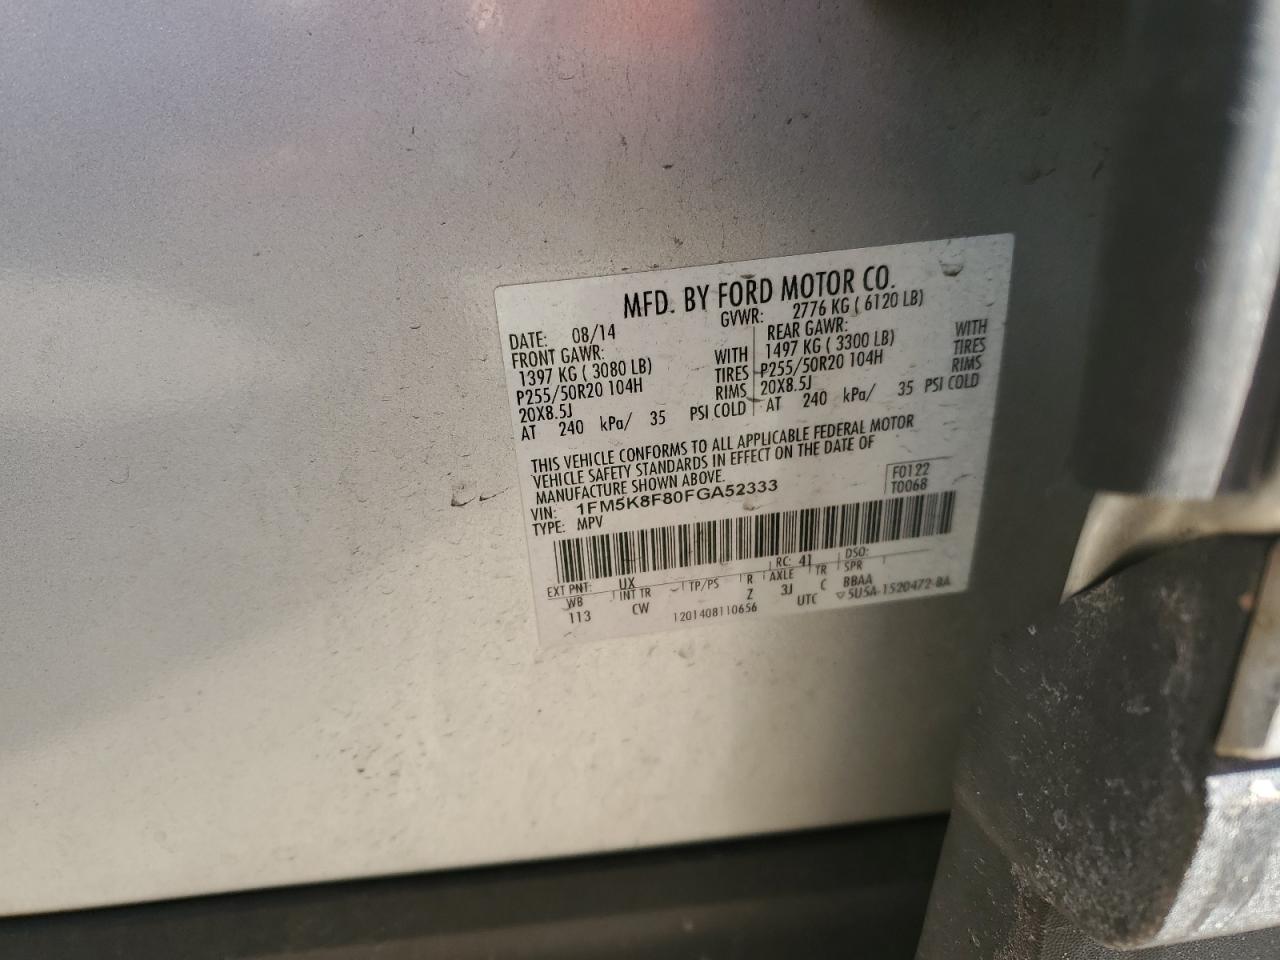 MFD. BY FORD MOTOR CO.
DATE: 08/14 GVWR: 2776 KG ( 6120 LB)
FRONT GAWR: REAR GAWR:
1397 KG ( 3080 LB) WITH 1497 KG ( 3300 LB) WITH
P255/50R20 104H TIRES P255/50R20 104H TIRES
20X8.5J RIMS 20X8.5J RIMS
AT 240 kPa/ 35 PSI COLD AT 240 kPa/ 35 PSI COLD
THIS VEHICLE CONFORMS TO ALL APPLICABLE FEDERAL MOTOR
VEHICLE SAFETY STANDARDS IN EFFECT ON THE DATE OF
MANUFACTURE SHOWN ABOVE.
VIN: 1FM5K8F80FGA52333
TYPE: MPV
F0122
T0068
EXT PNT: UX RC: 41 DSO:
WB INT TR TP/PS R AXLE TR SPR
113 CW Z 3J C BBAA
1201408110656 UTC ▽5U5A-1520472-BA